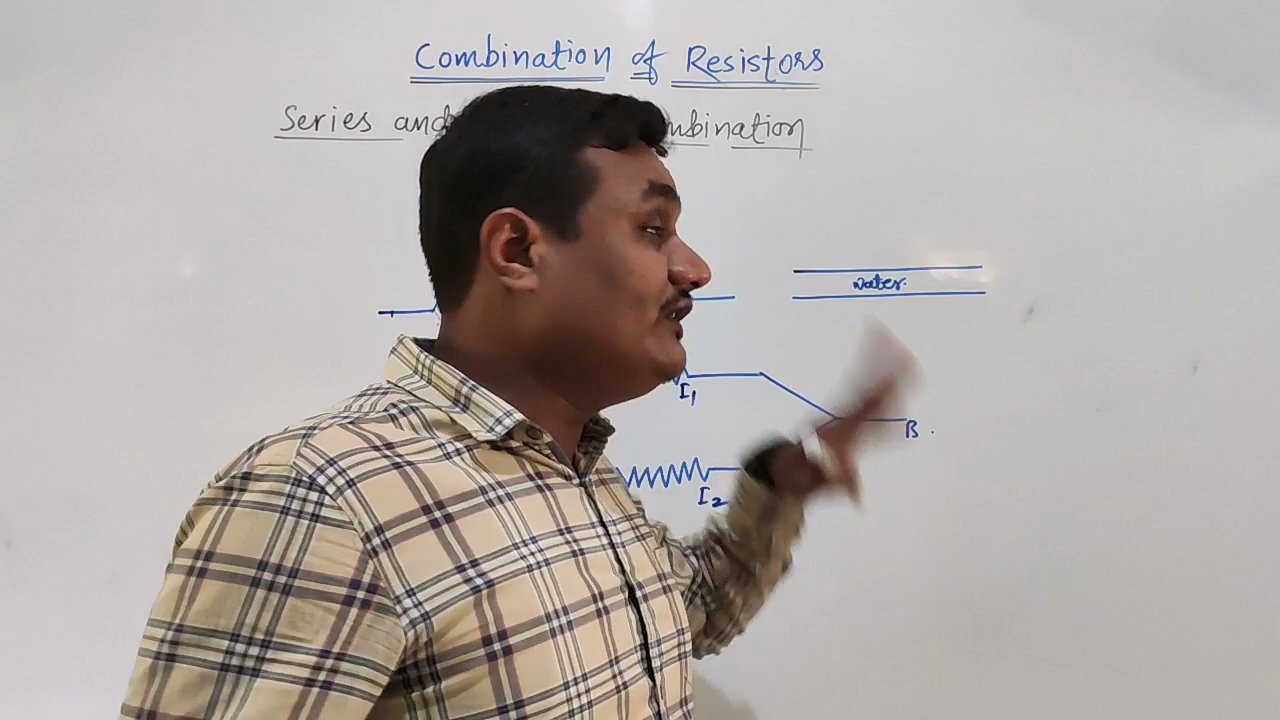 Combination of Resistors
Series and mbination
water.
I₁
B .
I₂